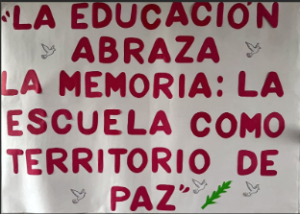 "LA EDUCACIÓN
ABRAZA
LA MEMORIA: LA
ESCUELA COMO
TERRITORIO DE
PAZ"